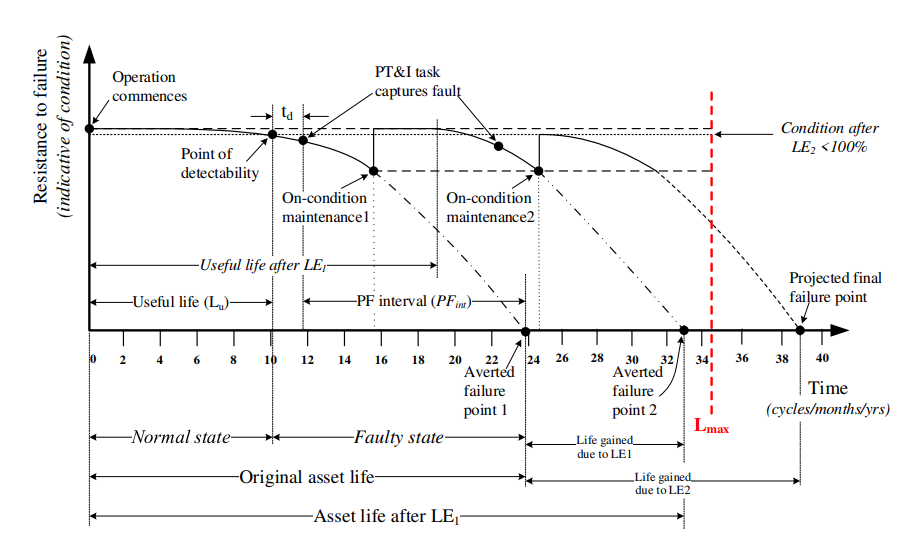 Resistance to failure
(indicative of condition)
Operation
commences
t_d
PT&I task
captures fault
Point of
detectability
On-condition
maintenance1
On-condition
maintenance2
Condition after
LE₂ <100%
Useful life after LE₁
Useful life (Lᵤ)
PF interval (PF_int)
Projected final
failure point
0 2 4 6 8 10 12 14 16 18 20 22 24 26 28 30 32 34 36 38 40
Averted
failure
point 1
Averted
failure
point 2
Time
(cycles/months/yrs)
L_max
Normal state
Faulty state
Life gained
due to LE1
Original asset life
Life gained
due to LE2
Asset life after LE₁